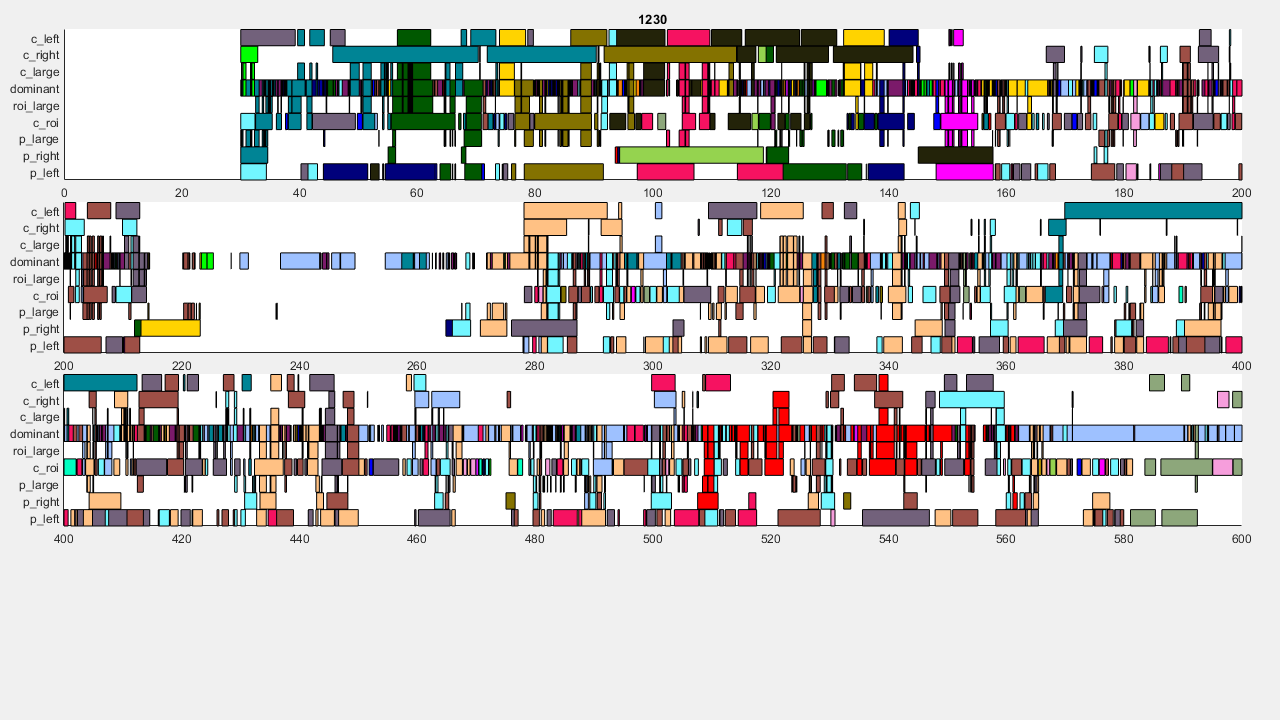 1230
c_left
c_right
c_large
dominant
roi_large
c_roi
p_large
p_right
p_left
0 20 40 60 80 100 120 140 160 180 200
c_left
c_right
c_large
dominant
roi_large
c_roi
p_large
p_right
p_left
200 220 240 260 280 300 320 340 360 380 400
c_left
c_right
c_large
dominant
roi_large
c_roi
p_large
p_right
p_left
400 420 440 460 480 500 520 540 560 580 600